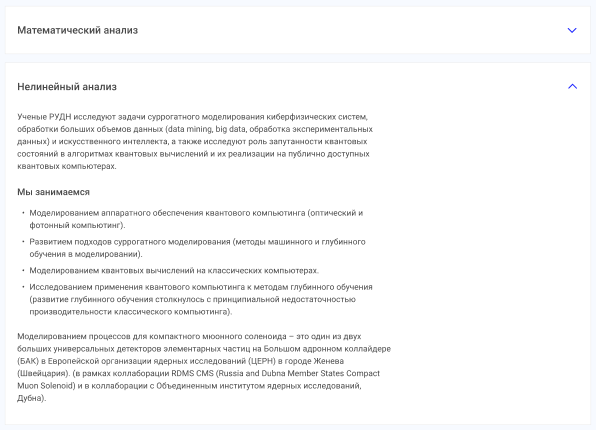 Математический анализ
Нелинейный анализ
Ученые РУДН исследуют задачи суррогатного моделирования киберфизических систем,
обработки больших объемов данных (data mining, big data, обработка экспериментальных
данных) и искусственного интеллекта, а также исследуют роль запутанности квантовых
состояний в алгоритмах квантовых вычислений и их реализации на публично доступных
квантовых компьютерах.
Мы занимаемся
• Моделированием аппаратного обеспечения квантового компьютинга (оптический и
фотонный компьютинг).
• Развитием подходов суррогатного моделирования (методы машинного и глубинного
обучения в моделировании).
• Моделированием квантовых вычислений на классических компьютерах.
• Исследованием применения квантового компьютинга к методам глубинного обучения
(развитие глубинного обучения столкнулось с принципиальной недостаточностью
производительности классического компьютинга).
Моделированием процессов для компактного мюонного соленоида – это один из двух
больших универсальных детекторов элементарных частиц на Большом адронном коллайдере
(БАК) в Европейской организации ядерных исследований (ЦЕРН) в городе Женева
(Швейцария). (в рамках коллаборации RDMS CMS (Russia and Dubna Member States Compact
Muon Solenoid) и в коллаборации с Объединенным институтом ядерных исследований,
Дубна).